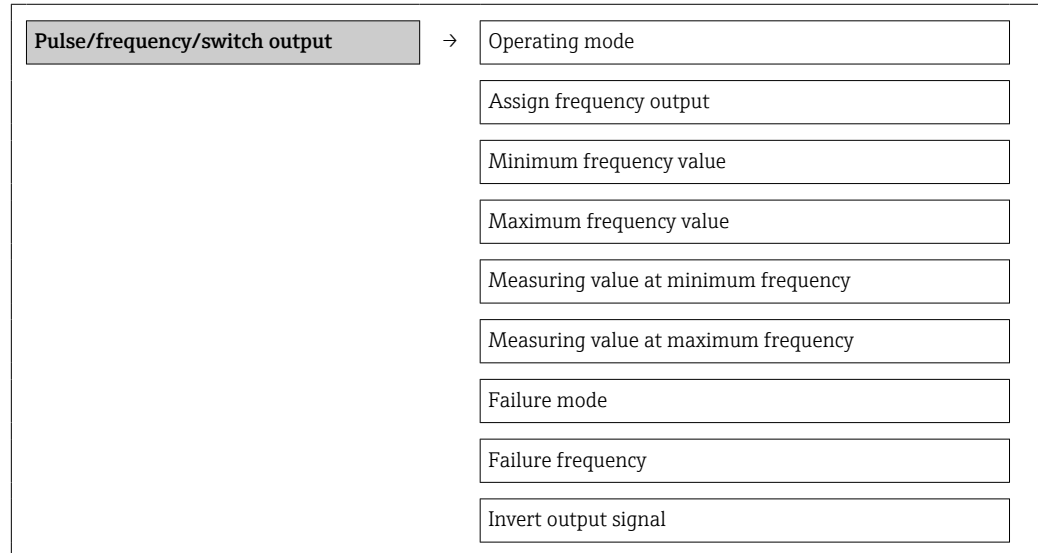 Pulse/frequency/switch output → Operating mode
Assign frequency output
Minimum frequency value
Maximum frequency value
Measuring value at minimum frequency
Measuring value at maximum frequency
Failure mode
Failure frequency
Invert output signal